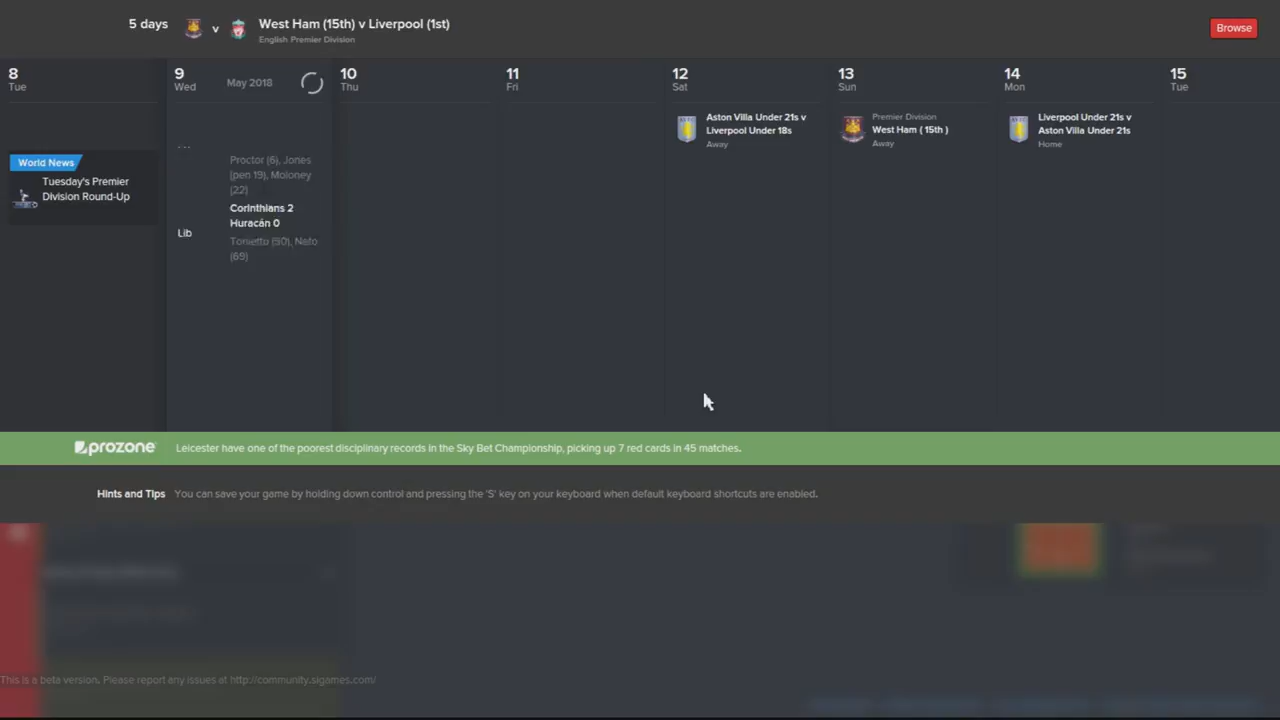 5 days
v
West Ham (15th) v Liverpool (1st)
English Premier Division
Browse
8
Tue
9
Wed
May 2018
10
Thu
11
Fri
12
Sat
13
Sun
14
Mon
15
Tue
World News
Tuesday's Premier
Division Round-Up
Proctor (6), Jones
(pen 19), Moloney
(22)
Corinthians 2
Huracán 0
Lib
(69)
Aston Villa Under 21s v
Liverpool Under 18s
Away
Premier Division
West Ham ( 15th )
Away
Liverpool Under 21s v
Aston Villa Under 21s
Home
prozone
Leicester have one of the poorest disciplinary records in the Sky Bet Championship, picking up 7 red cards in 45 matches.
Hints and Tips
You can save your game by holding down control and pressing the 'S' key on your keyboard when default keyboard shortcuts are enabled.
This is a beta version. Please report any issues at http://community.sigames.com/